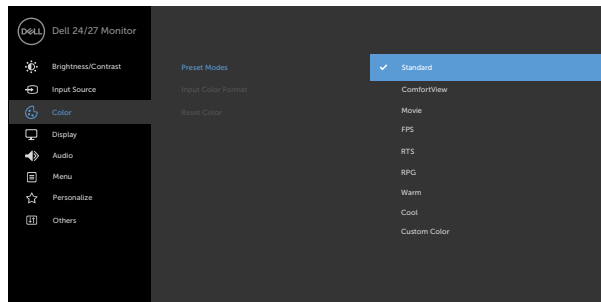 DELL
Dell 24/27 Monitor
Brightness/Contrast
Input Source
Color
Display
Audio
Menu
Personalize
Others
Preset Modes
Input Color Format
Reset Color
Standard
ComfortView
Movie
FPS
RTS
RPG
Warm
Cool
Custom Color